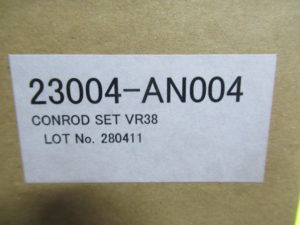 23004-AN004
CONROD SET VR38
LOT No. 280411